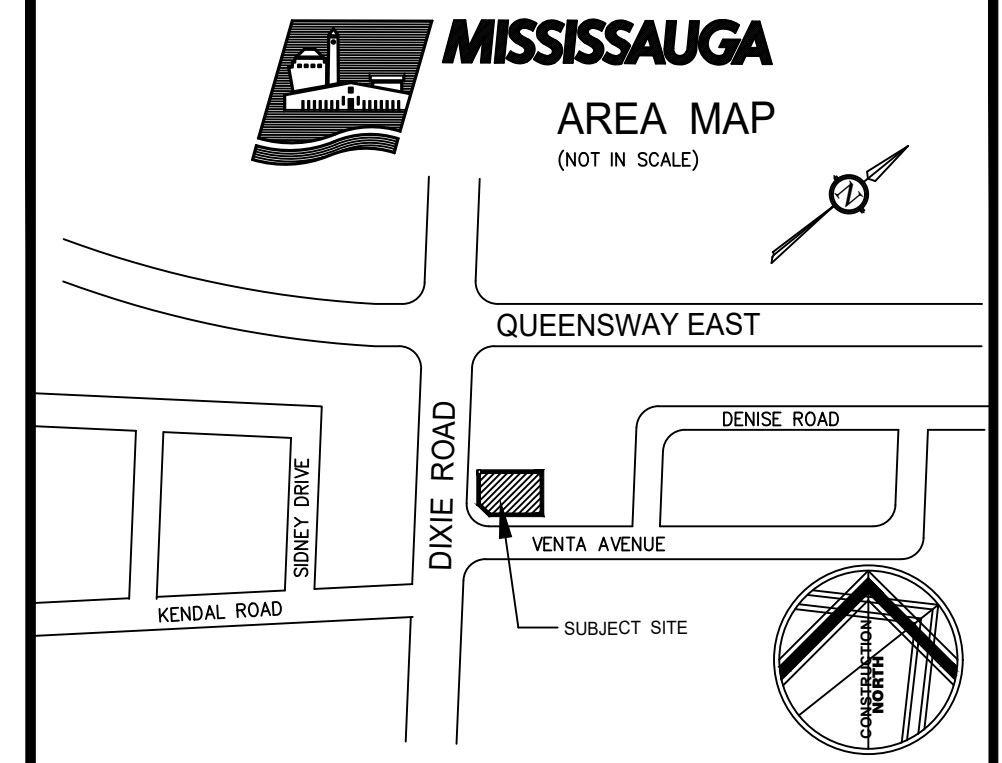 MISSISSAUGA
AREA MAP
(NOT IN SCALE)
N
QUEENSWAY EAST
DENISE ROAD
DIXIE ROAD
SIDNEY DRIVE
VENTA AVENUE
KENDAL ROAD
SUBJECT SITE
CONSTRUCTION
NORTH